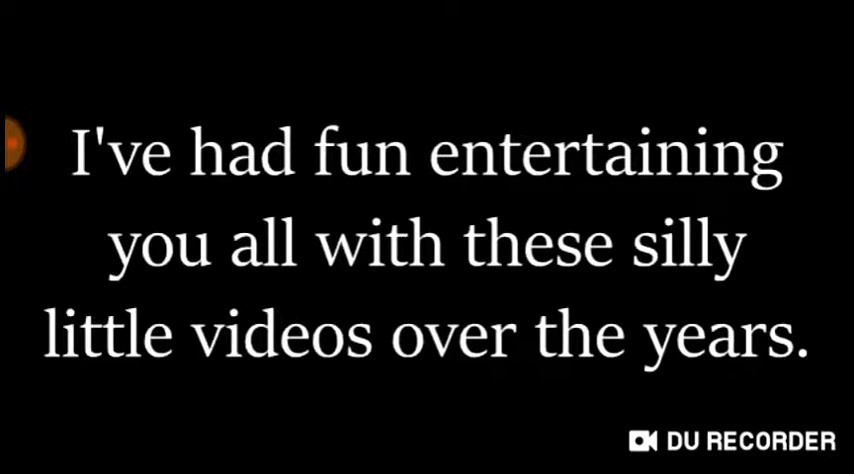 I've had fun entertaining
you all with these silly
little videos over the years.
DU RECORDER